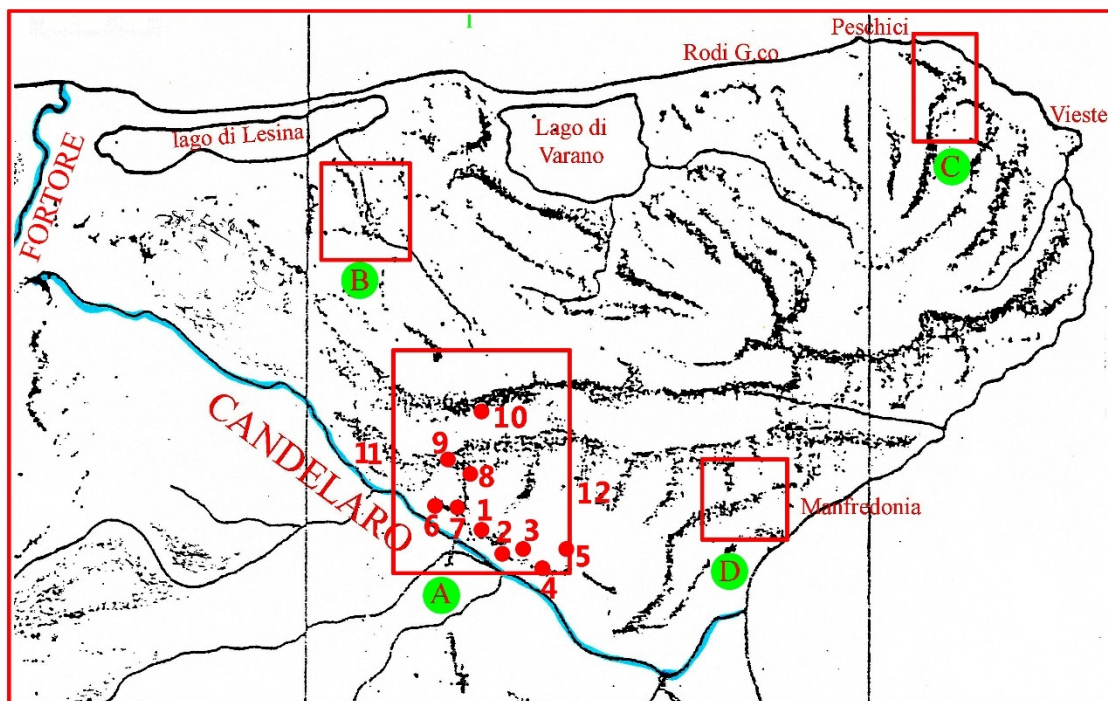 Peschici
Rodi G.co
Vieste
lago di Lesina
Lago di
Varano
FORTORE
C
B
CANDELARO
10
11
9
8
12
6
7
1
2
3
5
4
Manfredonia
A
D